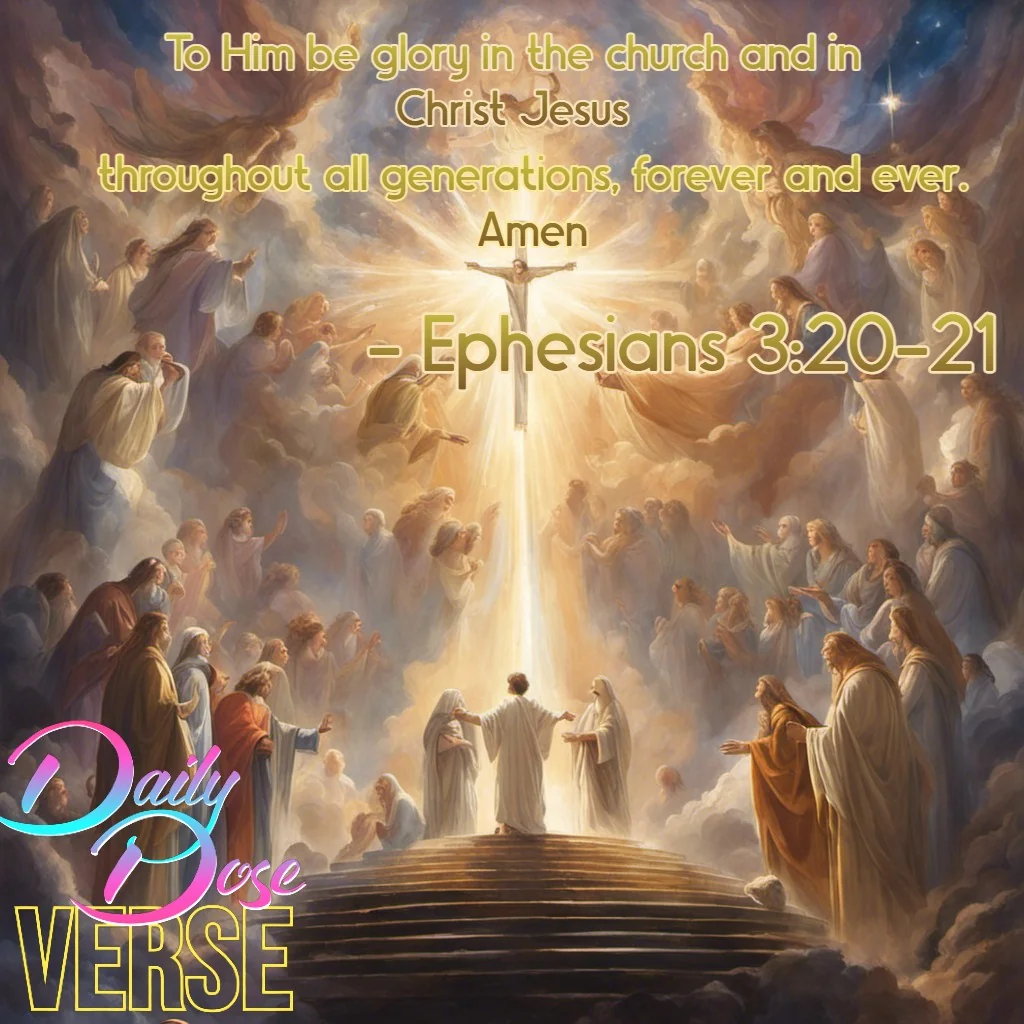 To Him be glory in the church and in
Christ Jesus
throughout all generations, forever and ever.
Amen
- Ephesians 3:20-21
Daily
Dose
VERSE